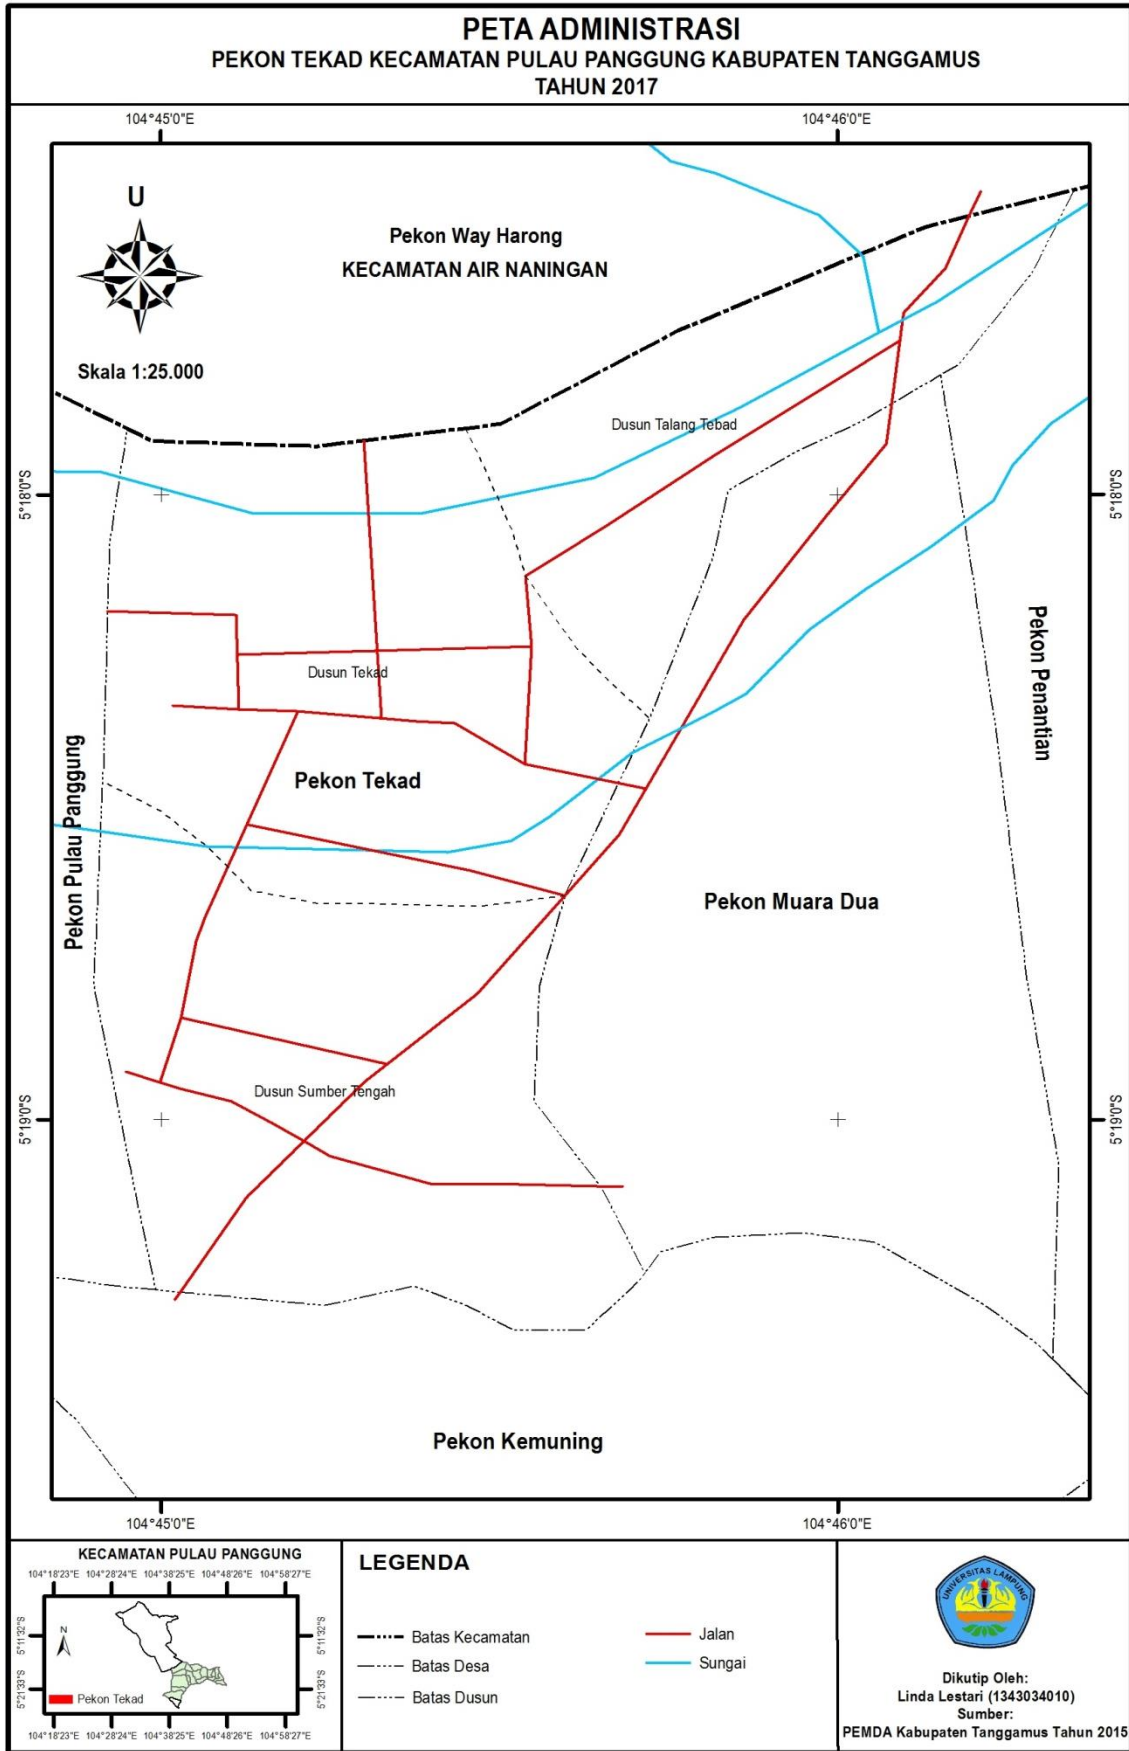 PETA ADMINISTRASI
PEKON TEKAD KECAMATAN PULAU PANGGUNG KABUPATEN TANGGAMUS
TAHUN 2017
104°45'0"E 104°46'0"E
U
Pekon Way Harong
KECAMATAN AIR NANINGAN
Skala 1:25.000
Dusun Talang Tebad
5°18'0"S 5°18'0"S
Pekon Penantian
Dusun Tekad
Pekon Tekad
Pekon Pulau Panggung
Pekon Muara Dua
Dusun Sumber Tengah
5°19'0"S 5°19'0"S
Pekon Kemuning
104°45'0"E 104°46'0"E
KECAMATAN PULAU PANGGUNG
104°18'23"E 104°28'24"E 104°38'25"E 104°48'26"E 104°58'27"E
N
5°11'32"S 5°11'32"S
5°21'33"S 5°21'33"S
Pekon Tekad
104°18'23"E 104°28'24"E 104°38'25"E 104°48'26"E 104°58'27"E
LEGENDA
Batas Kecamatan
Batas Desa
Batas Dusun
Jalan
Sungai
UNIVERSITAS LAMPUNG
Dikutip Oleh:
Linda Lestari (1343034010)
Sumber:
PEMDA Kabupaten Tanggamus Tahun 2015